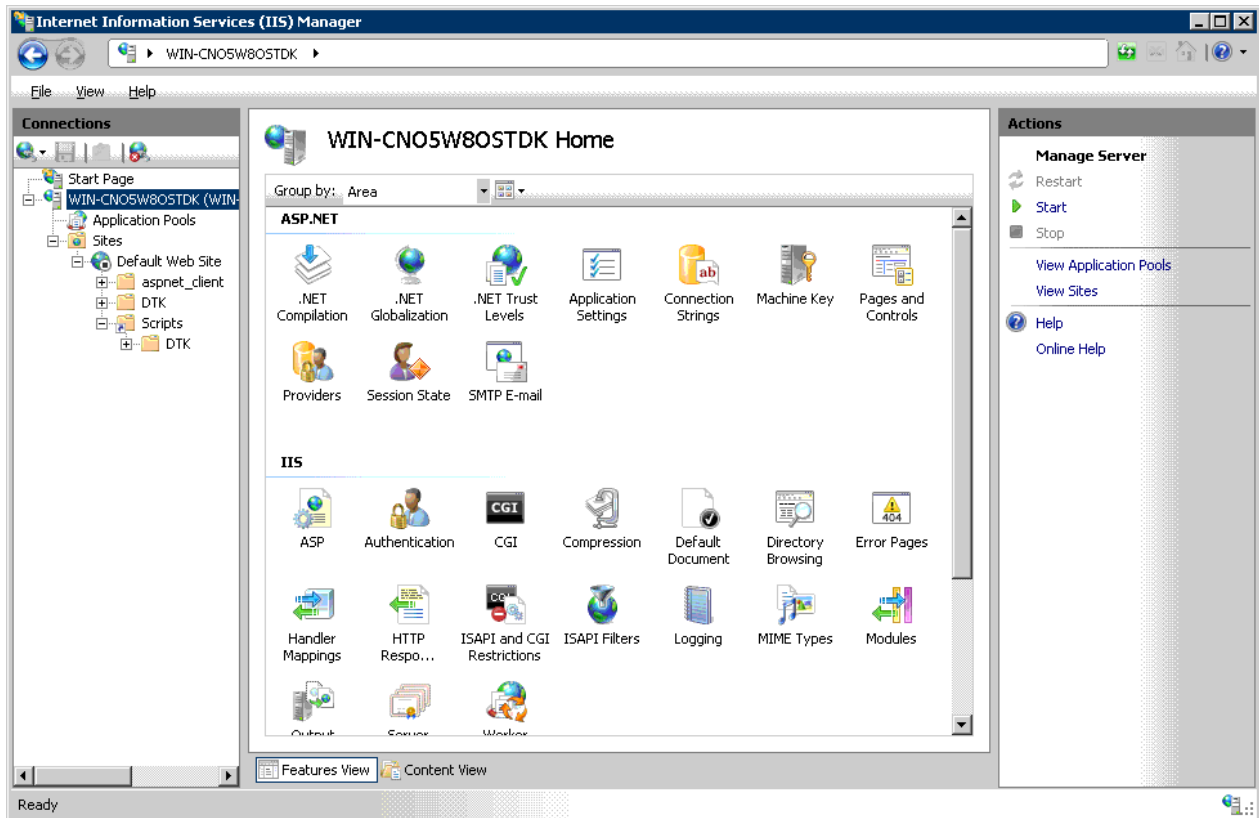 Internet Information Services (IIS) Manager
WIN-CNO5W8OSTDK
File View Help
Connections
Start Page
WIN-CNO5W8OSTDK (WIN-
Application Pools
Sites
Default Web Site
aspnet_client
DTK
Scripts
DTK
WIN-CNO5W8OSTDK Home
Group by: Area
ASP.NET
.NET Compilation
.NET Globalization
.NET Trust Levels
Application Settings
Connection Strings
ab
Machine Key
Pages and Controls
Providers
Session State
SMTP E-mail
IIS
ASP
Authentication
CGI
CGI
Compression
Default Document
Directory Browsing
404
Error Pages
Handler Mappings
HTTP Respo...
ISAPI and CGI Restrictions
ISAPI Filters
Logging
MIME Types
Modules
Output
Server
Worker
Features View
Content View
Actions
Manage Server
Restart
Start
Stop
View Application Pools
View Sites
Help
Online Help
Ready